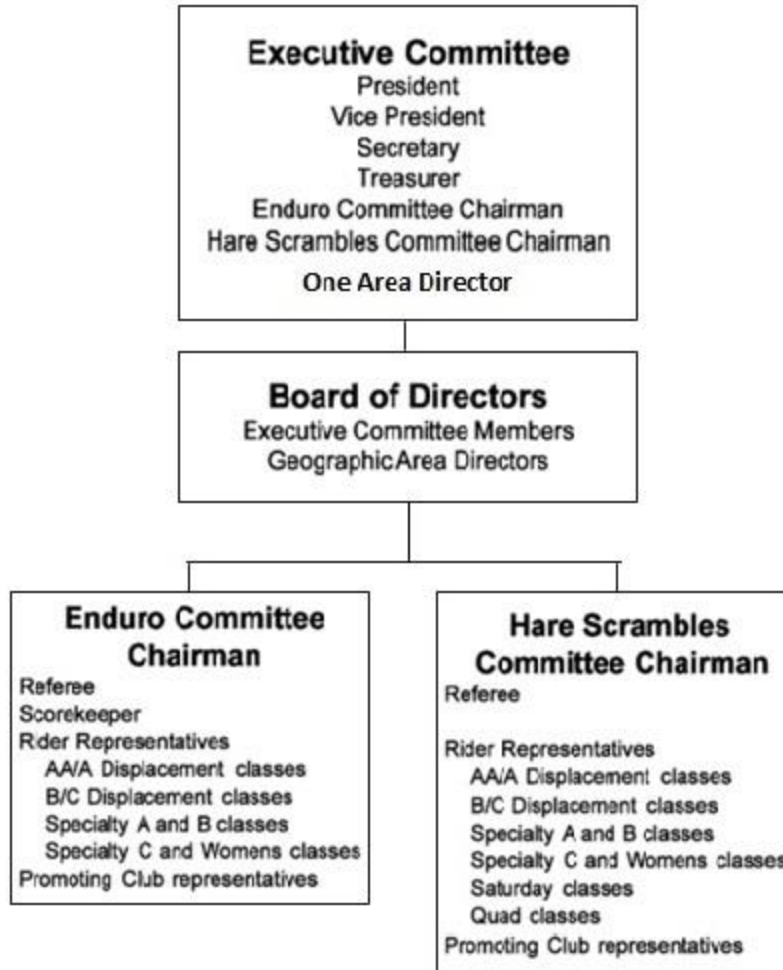 Executive Committee
President
Vice President
Secretary
Treasurer
Enduro Committee Chairman
Hare Scrambles Committee Chairman
One Area Director
Board of Directors
Executive Committee Members
Geographic Area Directors
Enduro Committee
Chairman
Referee
Scorekeeper
Rider Representatives
AA/A Displacement classes
B/C Displacement classes
Specialty A and B classes
Specialty C and Womens classes
Promoting Club representatives
Hare Scrambles
Committee Chairman
Referee
Rider Representatives
AA/A Displacement classes
B/C Displacement classes
Specialty A and B classes
Specialty C and Womens classes
Saturday classes
Quad classes
Promoting Club representatives